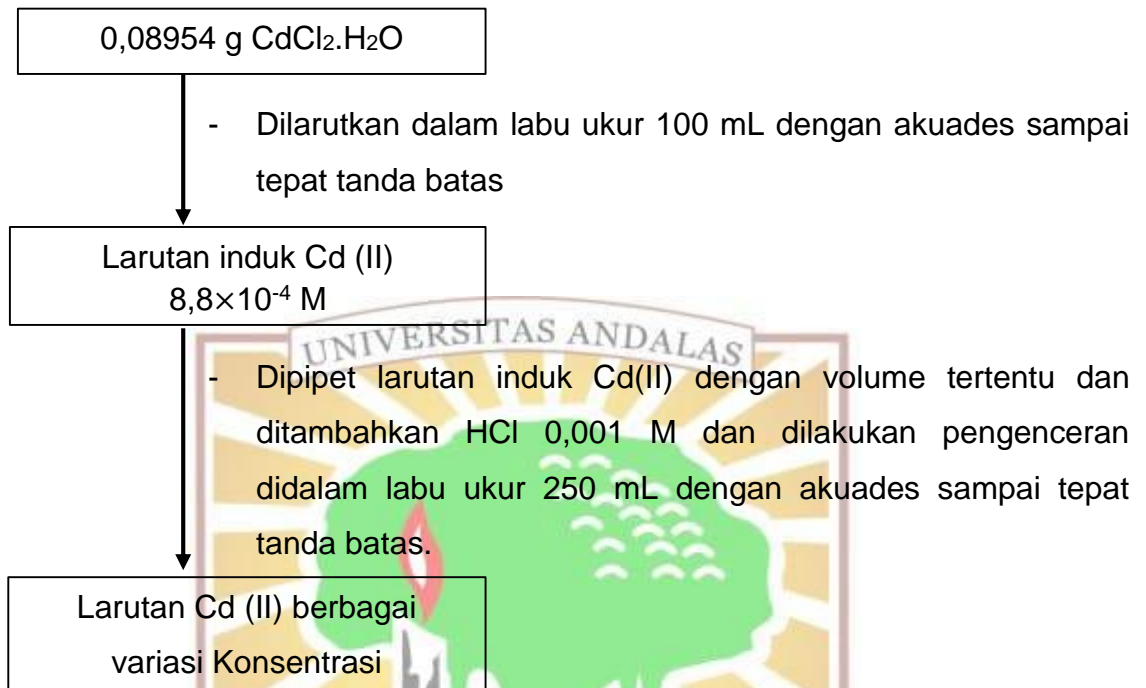 0,08954 g CdCl₂.H₂O
- Dilarutkan dalam labu ukur 100 mL dengan akuades sampai
tepat tanda batas
Larutan induk Cd (II)
8,8×10⁻⁴ M
UNIVERSITAS ANDALAS
- Dipipet larutan induk Cd(II) dengan volume tertentu dan
ditambahkan HCl 0,001 M dan dilakukan pengenceran
didalam labu ukur 250 mL dengan akuades sampai tepat
tanda batas.
Larutan Cd (II) berbagai
variasi Konsentrasi